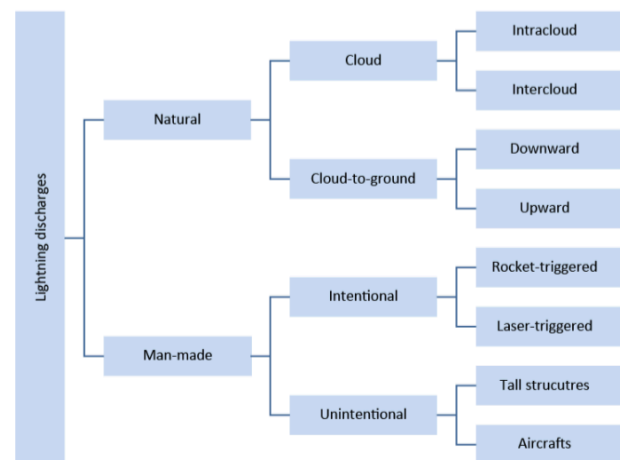 Lightning discharges
Natural
Cloud
Intracloud
Intercloud
Cloud-to-ground
Downward
Upward
Man-made
Intentional
Rocket-triggered
Laser-triggered
Unintentional
Tall strucutres
Aircrafts